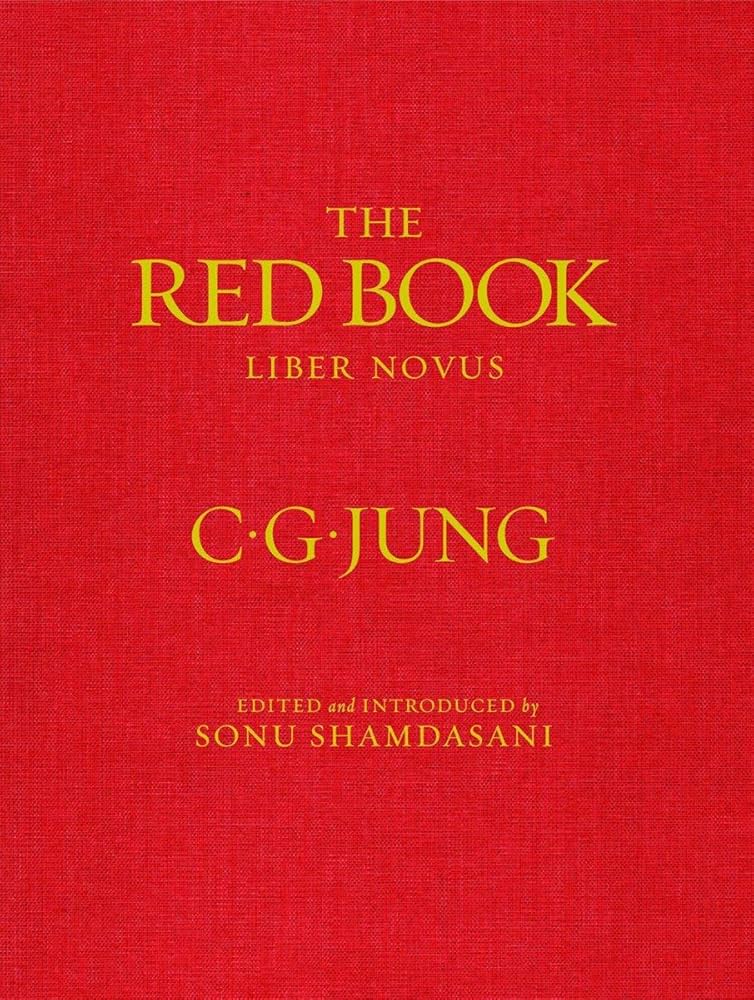 THE
RED BOOK
LIBER NOVUS
C·G·JUNG
EDITED and INTRODUCED by
SONU SHAMDASANI